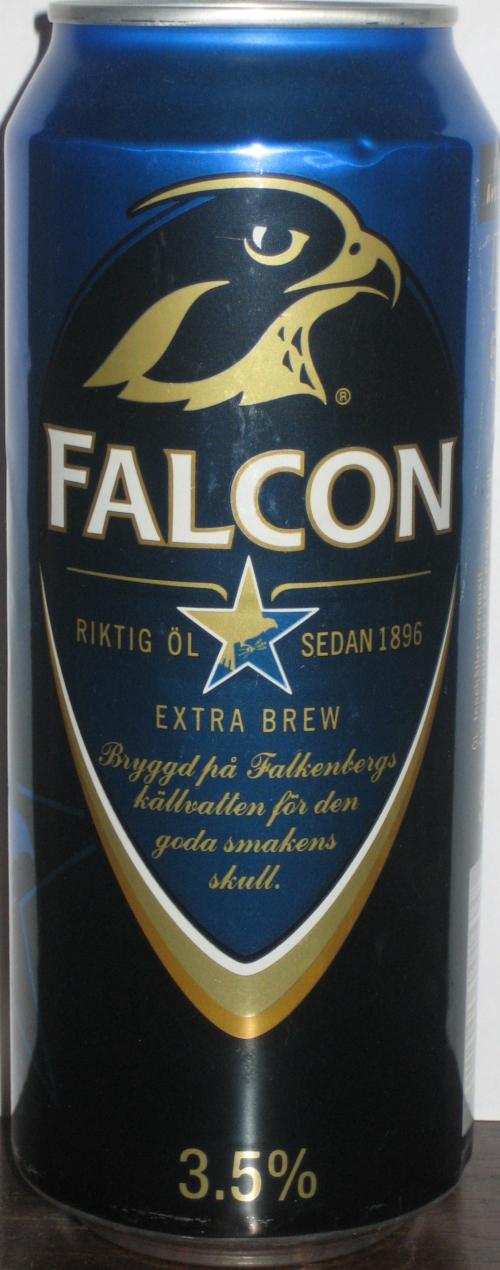 ®
FALCON
RIKTIG ÖL SEDAN 1896
EXTRA BREW
Bryggd på Falkenbergs
källvatten för den
goda smakens
skull.
3.5%